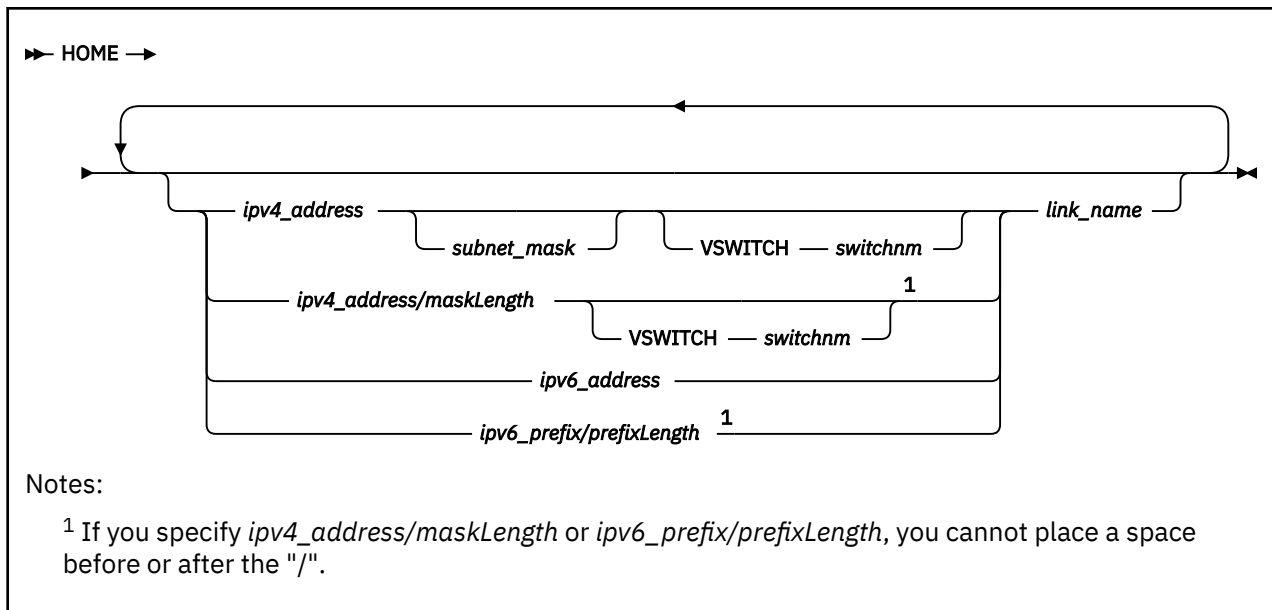 HOME
ipv4_address link_name
subnet_mask VSWITCH switchnm
ipv4_address/maskLength 1
VSWITCH switchnm
ipv6_address
ipv6_prefix/prefixLength 1
Notes:
1 If you specify ipv4_address/maskLength or ipv6_prefix/prefixLength, you cannot place a space
before or after the "/".